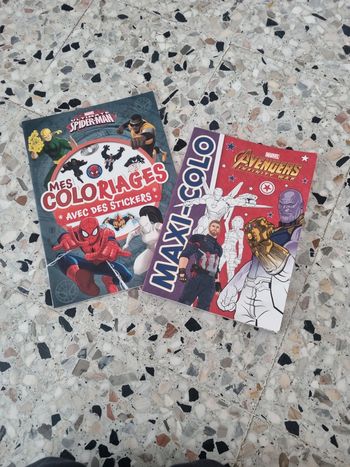 MARVEL
ULTIMATE
SPIDER-MAN
MES
COLORIAGES
AVEC DES STICKERS
MAXI-COLO
MARVEL
AVENGERS
INFINITY WAR